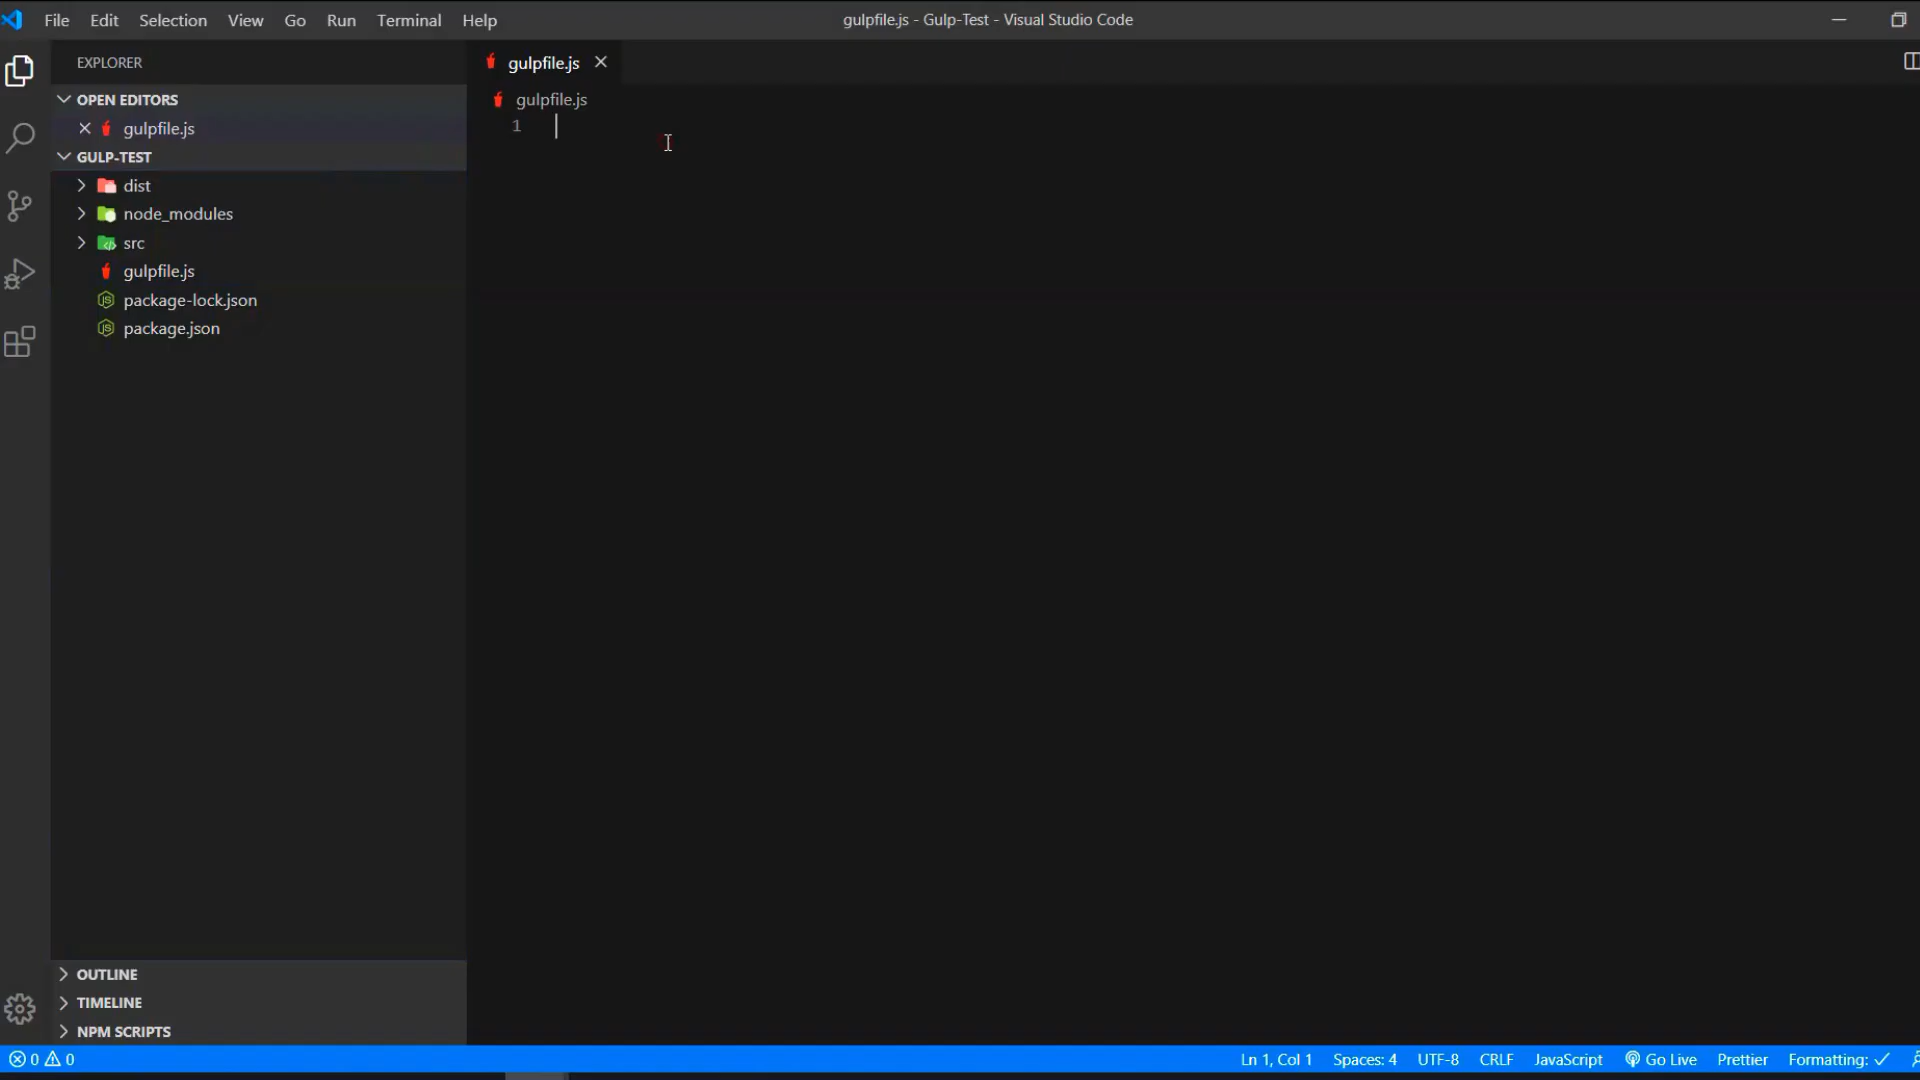 File Edit Selection View Go Run Terminal Help
gulpfile.js - Gulp-Test - Visual Studio Code
EXPLORER
OPEN EDITORS
gulpfile.js
GULP-TEST
dist
node_modules
src
gulpfile.js
package-lock.json
package.json
OUTLINE
TIMELINE
NPM SCRIPTS
gulpfile.js
gulpfile.js
1
0 0
Ln 1, Col 1 Spaces: 4 UTF-8 CRLF JavaScript Go Live Prettier Formatting: ✓